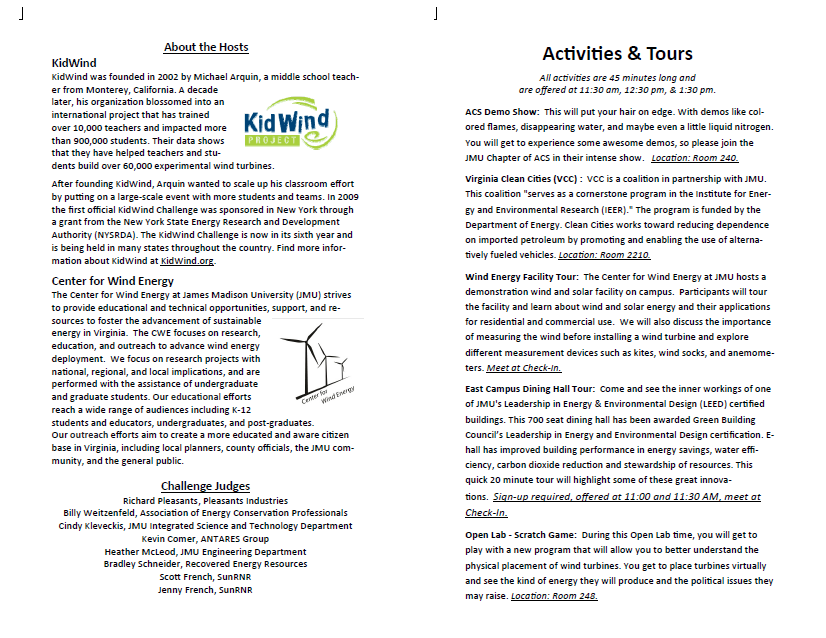 About the Hosts
KidWind
KidWind was founded in 2002 by Michael Arquin, a middle school teach-
er from Monterey, California. A decade
later, his organization blossomed into an
international project that has trained
over 10,000 teachers and impacted more
than 900,000 students. Their data shows
that they have helped teachers and stu-
dents build over 60,000 experimental wind turbines.
KidWind
PROJECT
After founding KidWind, Arquin wanted to scale up his classroom effort
by putting on a large-scale event with more students and teams. In 2009
the first official KidWind Challenge was sponsored in New York through
a grant from the New York State Energy Research and Development
Authority (NYSRDA). The KidWind Challenge is now in its sixth year and
is being held in many states throughout the country. Find more infor-
mation about KidWind at KidWind.org.
Center for Wind Energy
The Center for Wind Energy at James Madison University (JMU) strives
to provide educational and technical opportunities, support, and re-
sources to foster the advancement of sustainable
energy in Virginia. The CWE focuses on research,
education, and outreach to advance wind energy
deployment. We focus on research projects with
national, regional, and local implications, and are
performed with the assistance of undergraduate
and graduate students. Our educational efforts
reach a wide range of audiences including K-12
students and educators, undergraduates, and post-graduates.
Our outreach efforts aim to create a more educated and aware citizen
base in Virginia, including local planners, county officials, the JMU com-
munity, and the general public.
Center for
Wind Energy
Challenge Judges
Richard Pleasants, Pleasants Industries
Billy Weitzenfeld, Association of Energy Conservation Professionals
Cindy Kleveckis, JMU Integrated Science and Technology Department
Kevin Comer, ANTARES Group
Heather McLeod, JMU Engineering Department
Bradley Schneider, Recovered Energy Resources
Scott French, SunRNR
Jenny French, SunRNR
Activities & Tours
All activities are 45 minutes long and
are offered at 11:30 am, 12:30 pm, & 1:30 pm.
ACS Demo Show: This will put your hair on edge. With demos like col-
ored flames, disappearing water, and maybe even a little liquid nitrogen.
You will get to experience some awesome demos, so please join the
JMU Chapter of ACS in their intense show. Location: Room 240.
Virginia Clean Cities (VCC) : VCC is a coalition in partnership with JMU.
This coalition "serves as a cornerstone program in the Institute for Ener-
gy and Environmental Research (IEER)." The program is funded by the
Department of Energy. Clean Cities works toward reducing dependence
on imported petroleum by promoting and enabling the use of alterna-
tively fueled vehicles. Location: Room 2210.
Wind Energy Facility Tour: The Center for Wind Energy at JMU hosts a
demonstration wind and solar facility on campus. Participants will tour
the facility and learn about wind and solar energy and their applications
for residential and commercial use. We will also discuss the importance
of measuring the wind before installing a wind turbine and explore
different measurement devices such as kites, wind socks, and anemome-
ters. Meet at Check-In.
East Campus Dining Hall Tour: Come and see the inner workings of one
of JMU's Leadership in Energy & Environmental Design (LEED) certified
buildings. This 700 seat dining hall has been awarded Green Building
Council's Leadership in Energy and Environmental Design certification. E-
hall has improved building performance in energy savings, water effi-
ciency, carbon dioxide reduction and stewardship of resources. This
quick 20 minute tour will highlight some of these great innova-
tions. Sign-up required, offered at 11:00 and 11:30 AM, meet at
Check-In.
Open Lab - Scratch Game: During this Open Lab time, you will get to
play with a new program that will allow you to better understand the
physical placement of wind turbines. You get to place turbines virtually
and see the kind of energy they will produce and the political issues they
may raise. Location: Room 248.